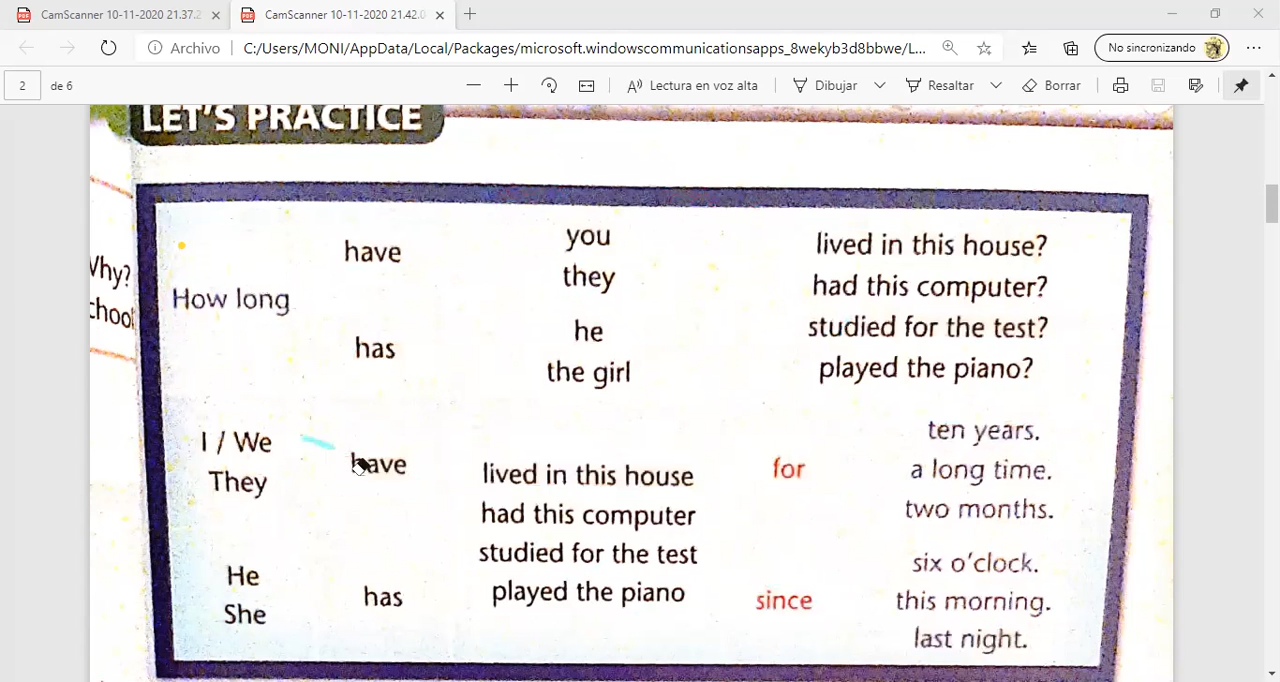 CamScanner 10-11-2020 21.37.2
CamScanner 10-11-2020 21.42.0
Archivo
C:/Users/MONI/AppData/Local/Packages/microsoft.windowscommunicationsapps_8wekyb3d8bbwe/L...
No sincronizando
2 de 6
Lectura en voz alta
Dibujar
Resaltar
Borrar
LET'S PRACTICE
Why?
How long
have
has
you
they
he
the girl
lived in this house?
had this computer?
studied for the test?
played the piano?
I / We
They
have
He
She
has
lived in this house
had this computer
studied for the test
played the piano
for
ten years.
a long time.
two months.
since
six o'clock.
this morning.
last night.